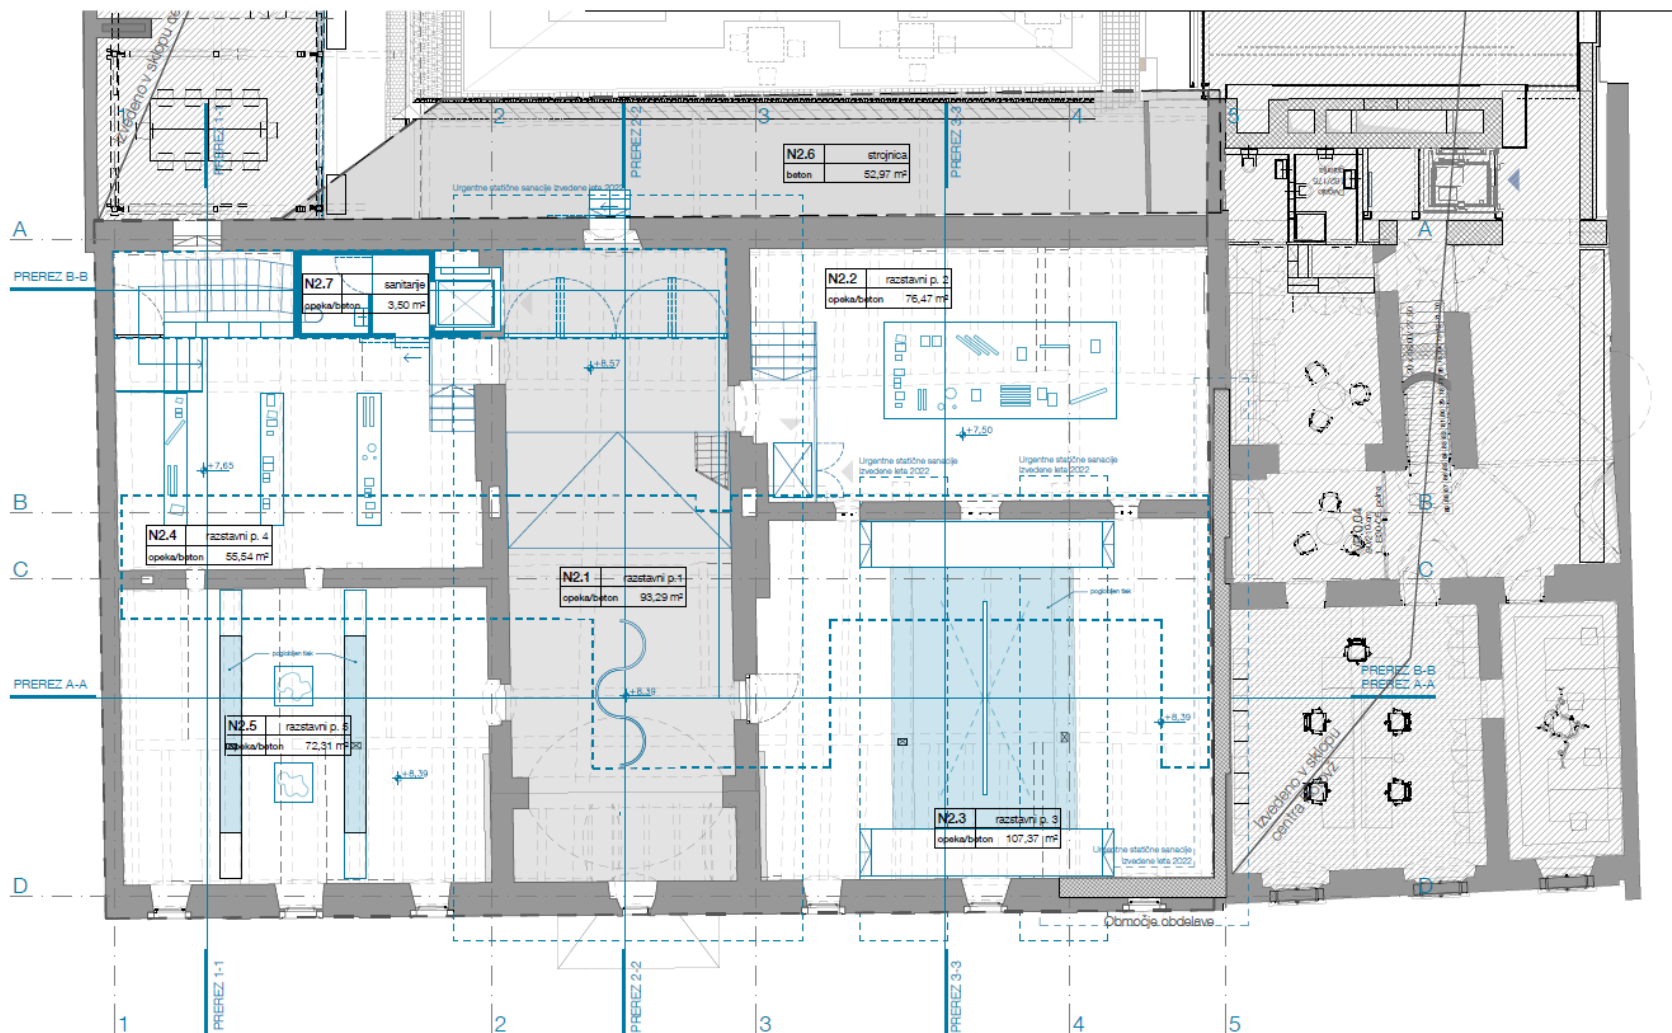 Izvedeno v sklopu
PREREZ 1-1
2
PREREZ 2-2
3
PREREZ 3-3
4
5
N2.6 strojnica
beton 52,97 m²
Urgentne statične sanacije izvedene leta 2022
A
A
PREREZ B-B
N2.7 sanitarije
opeka/beton 3,50 m²
N2.2 razstavni p. 2
opeka/beton 76,47 m²
+8,57
+7,50
+7,65
Urgentne statične sanacije
izvedene leta 2022
Urgentne statične sanacije
izvedene leta 2022
B
B
N2.4 razstavni p. 4
opeka/beton 55,54 m²
C
C
N2.1 razstavni p.1
opeka/beton 93,29 m²
poglobljen tlak
poglobljen tlak
PREREZ A-A
PREREZ B-B
PREREZ A-A
+8,39
+8,39
N2.5 razstavni p. 5
opeka/beton 72,31 m²
+8,39
Izvedeno v sklopu
centra
N2.3 razstavni p. 3
opeka/beton 107,37 m²
Urgentne statične sanacije
izvedene leta 2022
D
D
Območje obdelave
PREREZ 1-1
PREREZ 2-2
PREREZ 3-3
1
2
3
4
5